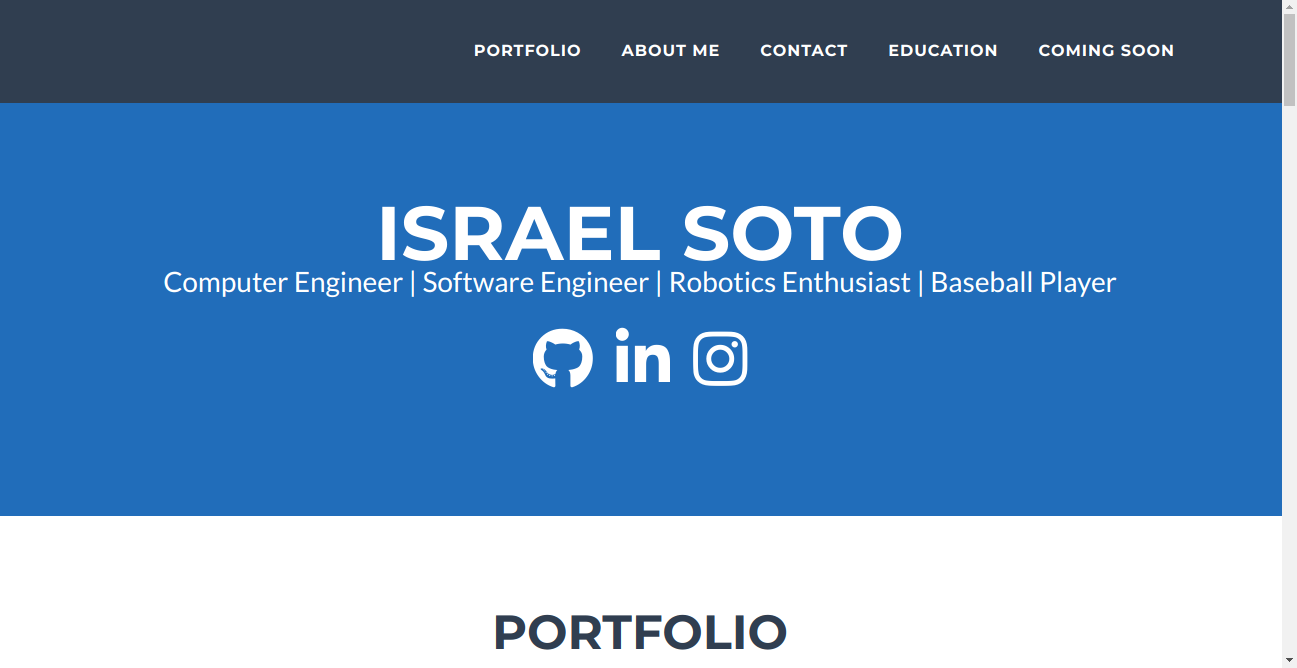 PORTFOLIO ABOUT ME CONTACT EDUCATION COMING SOON
ISRAEL SOTO
Computer Engineer | Software Engineer | Robotics Enthusiast | Baseball Player
PORTFOLIO